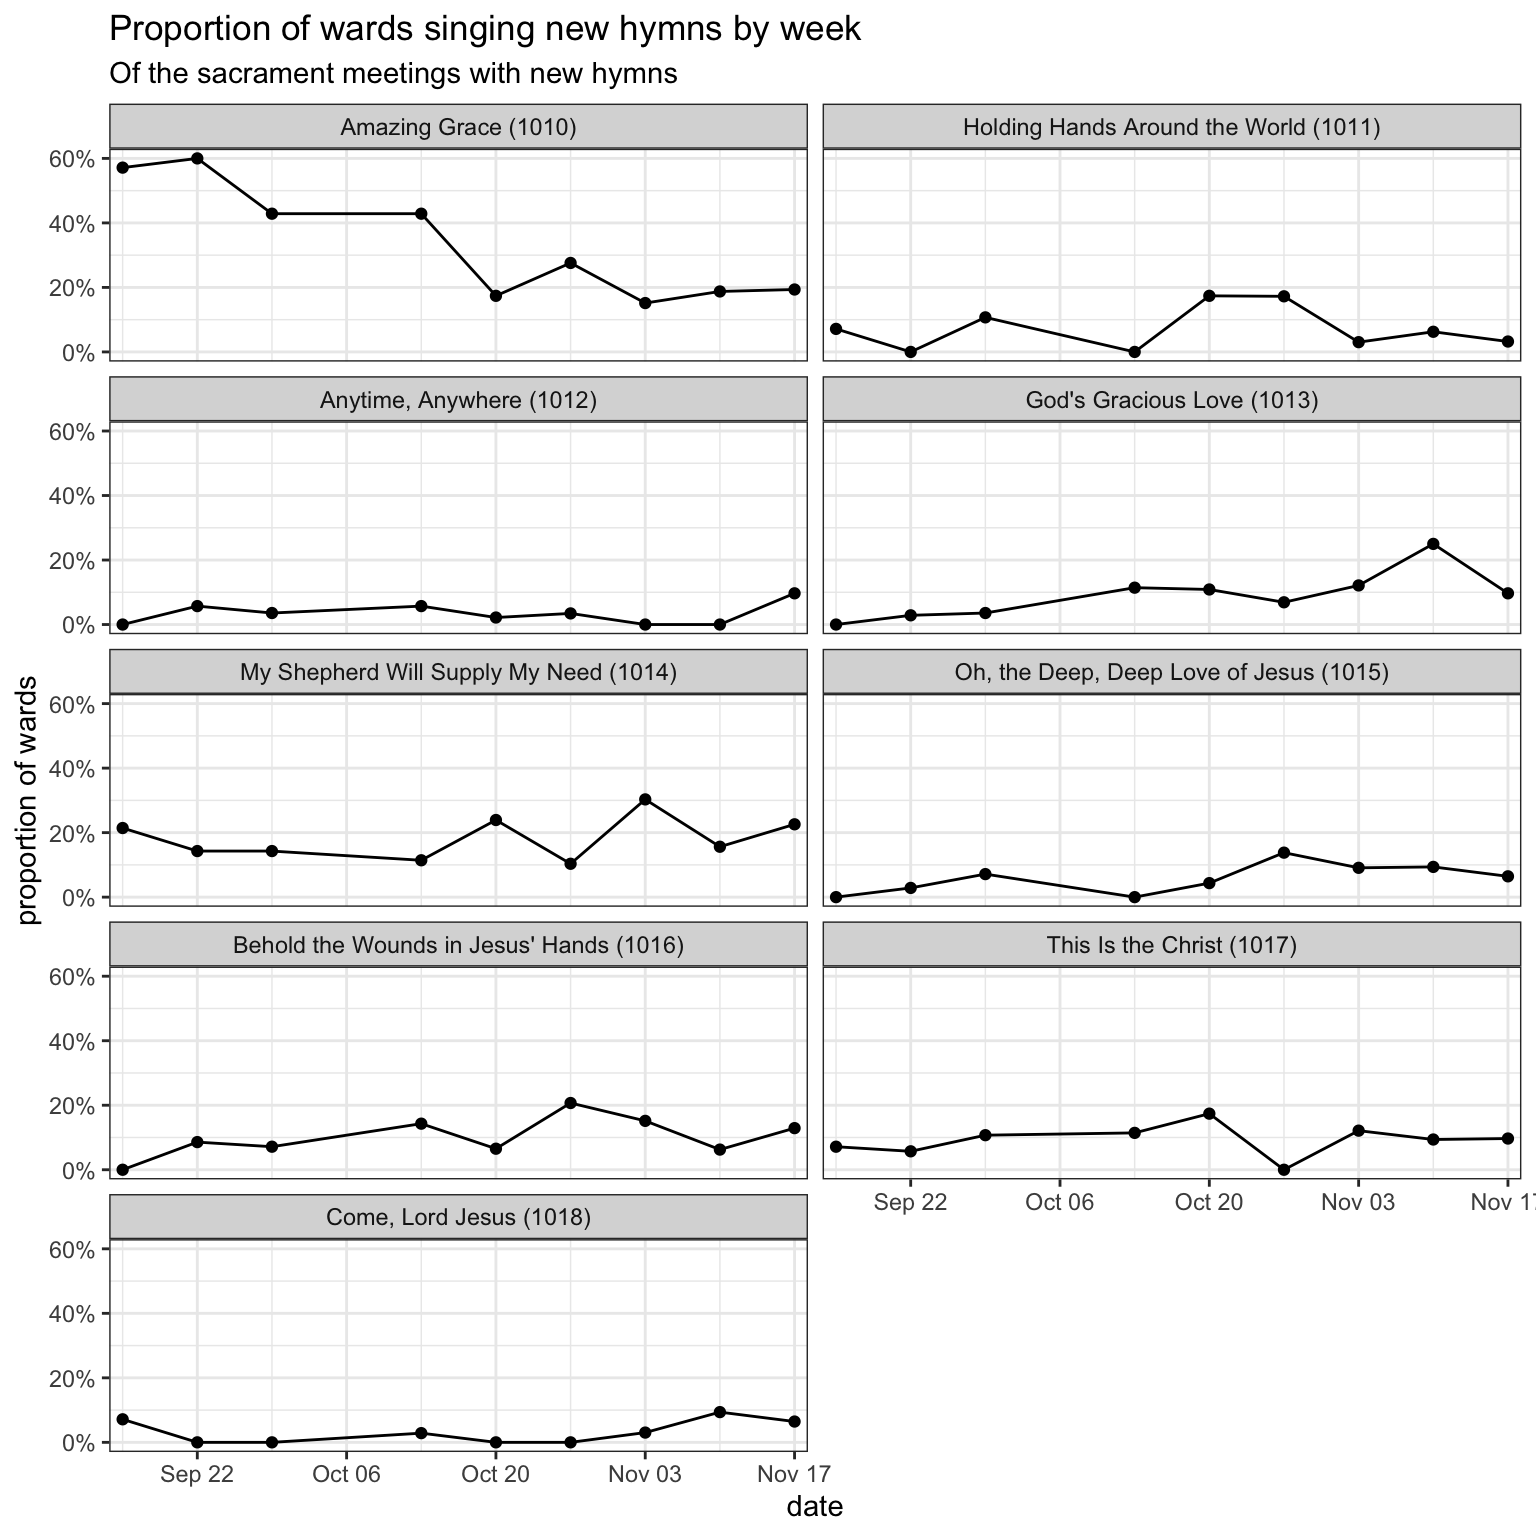 Proportion of wards singing new hymns by week
Of the sacrament meetings with new hymns
Amazing Grace (1010)
Holding Hands Around the World (1011)
60%
40%
20%
0%
Anytime, Anywhere (1012)
God's Gracious Love (1013)
60%
40%
20%
0%
My Shepherd Will Supply My Need (1014)
Oh, the Deep, Deep Love of Jesus (1015)
60%
40%
20%
0%
proportion of wards
Behold the Wounds in Jesus' Hands (1016)
This Is the Christ (1017)
60%
40%
20%
0%
Sep 22 Oct 06 Oct 20 Nov 03 Nov 17
Come, Lord Jesus (1018)
60%
40%
20%
0%
Sep 22 Oct 06 Oct 20 Nov 03 Nov 17
date